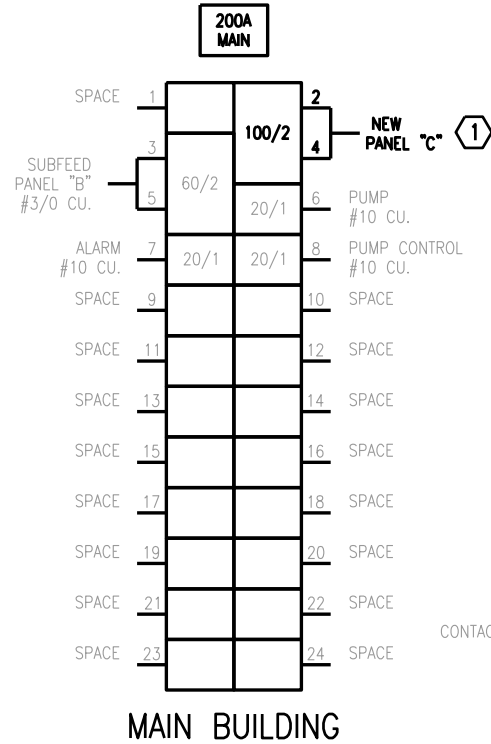 200A
MAIN
SPACE 1 2
100/2
NEW
PANEL "C" 1
3 4
SUBFEED
PANEL "B"
#3/0 CU.
60/2
5 6 PUMP
#10 CU.
20/1
ALARM
#10 CU.
7 20/1 20/1 8 PUMP CONTROL
#10 CU.
SPACE 9 10 SPACE
SPACE 11 12 SPACE
SPACE 13 14 SPACE
SPACE 15 16 SPACE
SPACE 17 18 SPACE
SPACE 19 20 SPACE
SPACE 21 22 SPACE
CONTAC
SPACE 23 24 SPACE
MAIN BUILDING